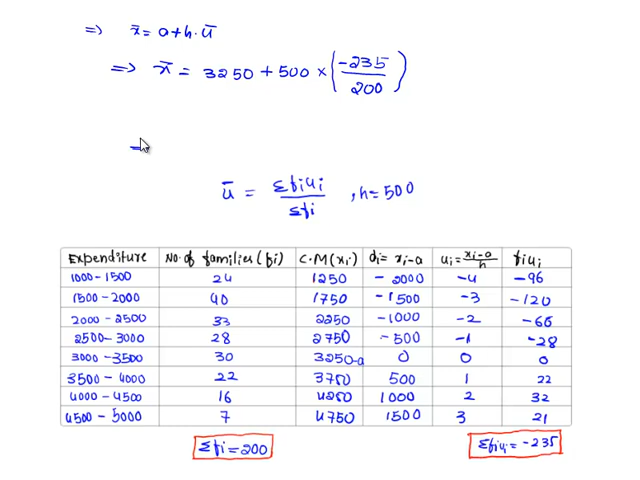 ⇒ x̄ = a+h·ū
⇒ x̄ = 3250 + 500 × (-235/200)
=
ū = Σfiui/Σfi , h=500
Expenditure No. of families (fi) C.M (xi) di = xi-a ui = xi-a/h fiui
1000-1500 24 1250 -2000 -4 -96
1500-2000 40 1750 -1500 -3 -120
2000-2500 33 2250 -1000 -2 -66
2500-3000 28 2750 -500 -1 -28
3000-3500 30 3250-a 0 0 0
3500-4000 22 3750 500 1 22
4000-4500 16 4250 1000 2 32
4500-5000 7 4750 1500 3 21
Σfi = 200 Σfiui = -235